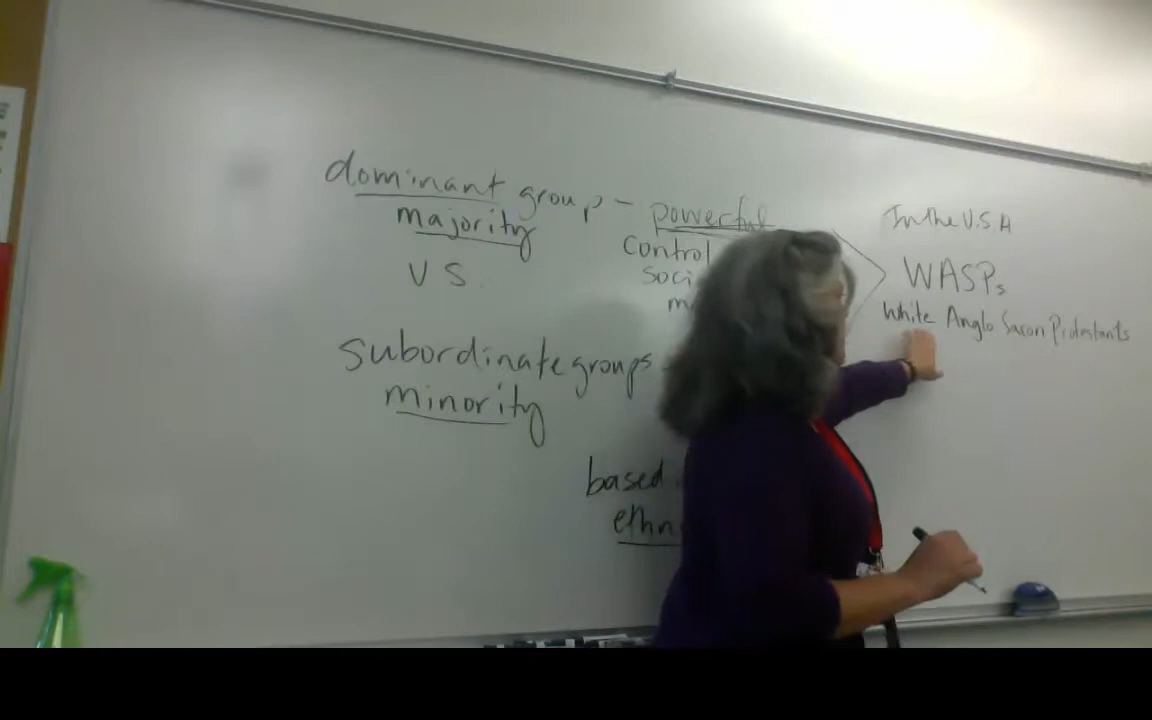 dominant group - powerful
majority
control
vs.
subordinate groups
minority
based
In the U.S.A
WASPs
White Anglo Saxon Protestants